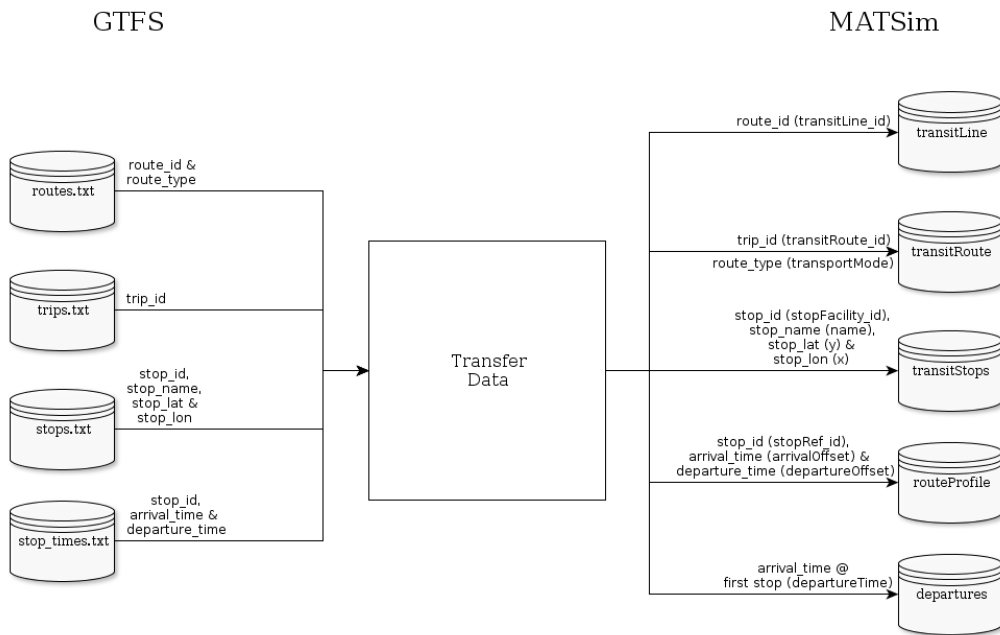 GTFS
MATSim
routes.txt
route_id &
route_type
trips.txt
trip_id
stops.txt
stop_id,
stop_name,
stop_lat &
stop_lon
stop_times.txt
stop_id,
arrival_time &
departure_time
Transfer
Data
route_id (transitLine_id)
transitLine
trip_id (transitRoute_id)
route_type (transportMode)
transitRoute
stop_id (stopFacility_id),
stop_name (name),
stop_lat (y) &
stop_lon (x)
transitStops
stop_id (stopRef_id),
arrival_time (arrivalOffset) &
departure_time (departureOffset)
routeProfile
arrival_time @
first stop (departureTime)
departures